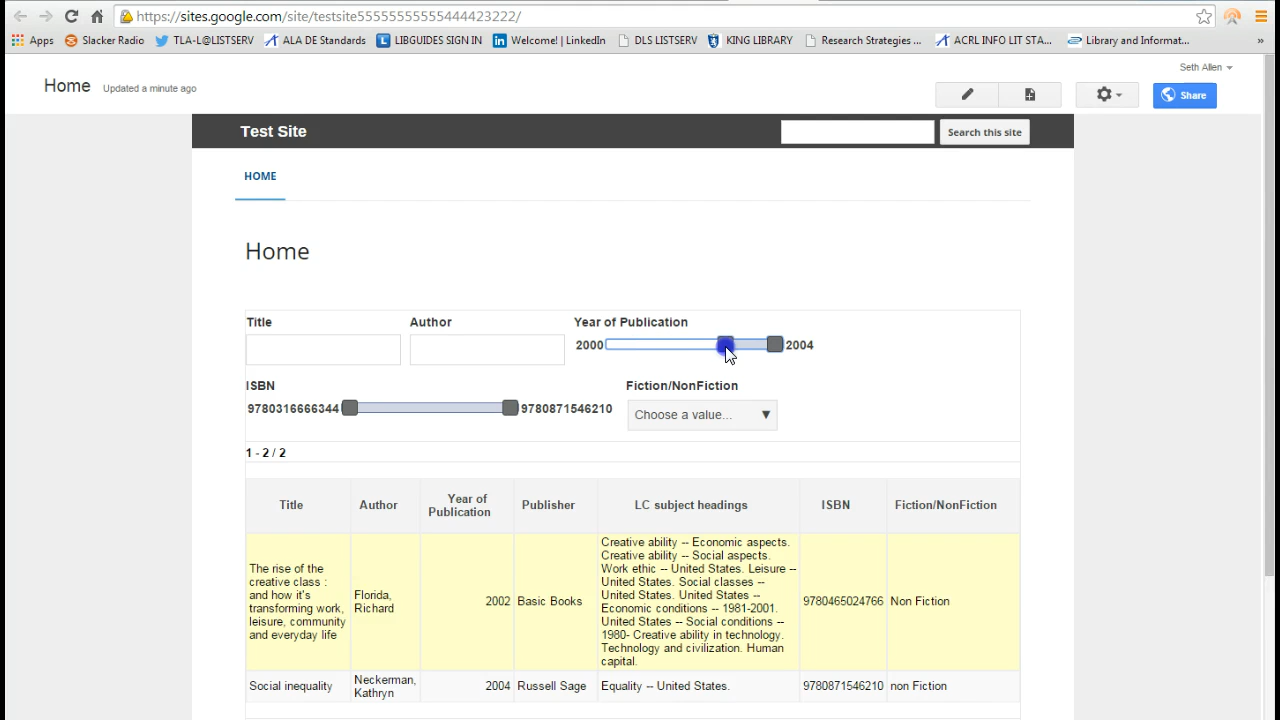 https://sites.google.com/site/testsite55555555555444423222/
Apps Slacker Radio TLA-L@LISTSERV ALA DE Standards LIBGUIDES SIGN IN Welcome! | LinkedIn DLS LISTSERV KING LIBRARY Research Strategies ... ACRL INFO LIT STA... Library and Informat... »
Seth Allen
Home Updated a minute ago
Share
Test Site
Search this site
HOME
Home
Title Author Year of Publication
2000 2004
ISBN Fiction/NonFiction
9780316666344 9780871546210 Choose a value...
1 - 2 / 2
Title Author Year of Publication Publisher LC subject headings ISBN Fiction/NonFiction
The rise of the
creative class :
and how it's
transforming work,
leisure, community
and everyday life
Florida,
Richard
2002
Basic Books
Creative ability -- Economic aspects.
Creative ability -- Social aspects.
Work ethic -- United States. Leisure --
United States. Social classes --
United States. United States --
Economic conditions -- 1981-2001.
United States -- Social conditions --
1980- Creative ability in technology.
Technology and civilization. Human
capital.
9780465024766
Non Fiction
Social inequality
Neckerman,
Kathryn
2004
Russell Sage
Equality -- United States.
9780871546210
non Fiction